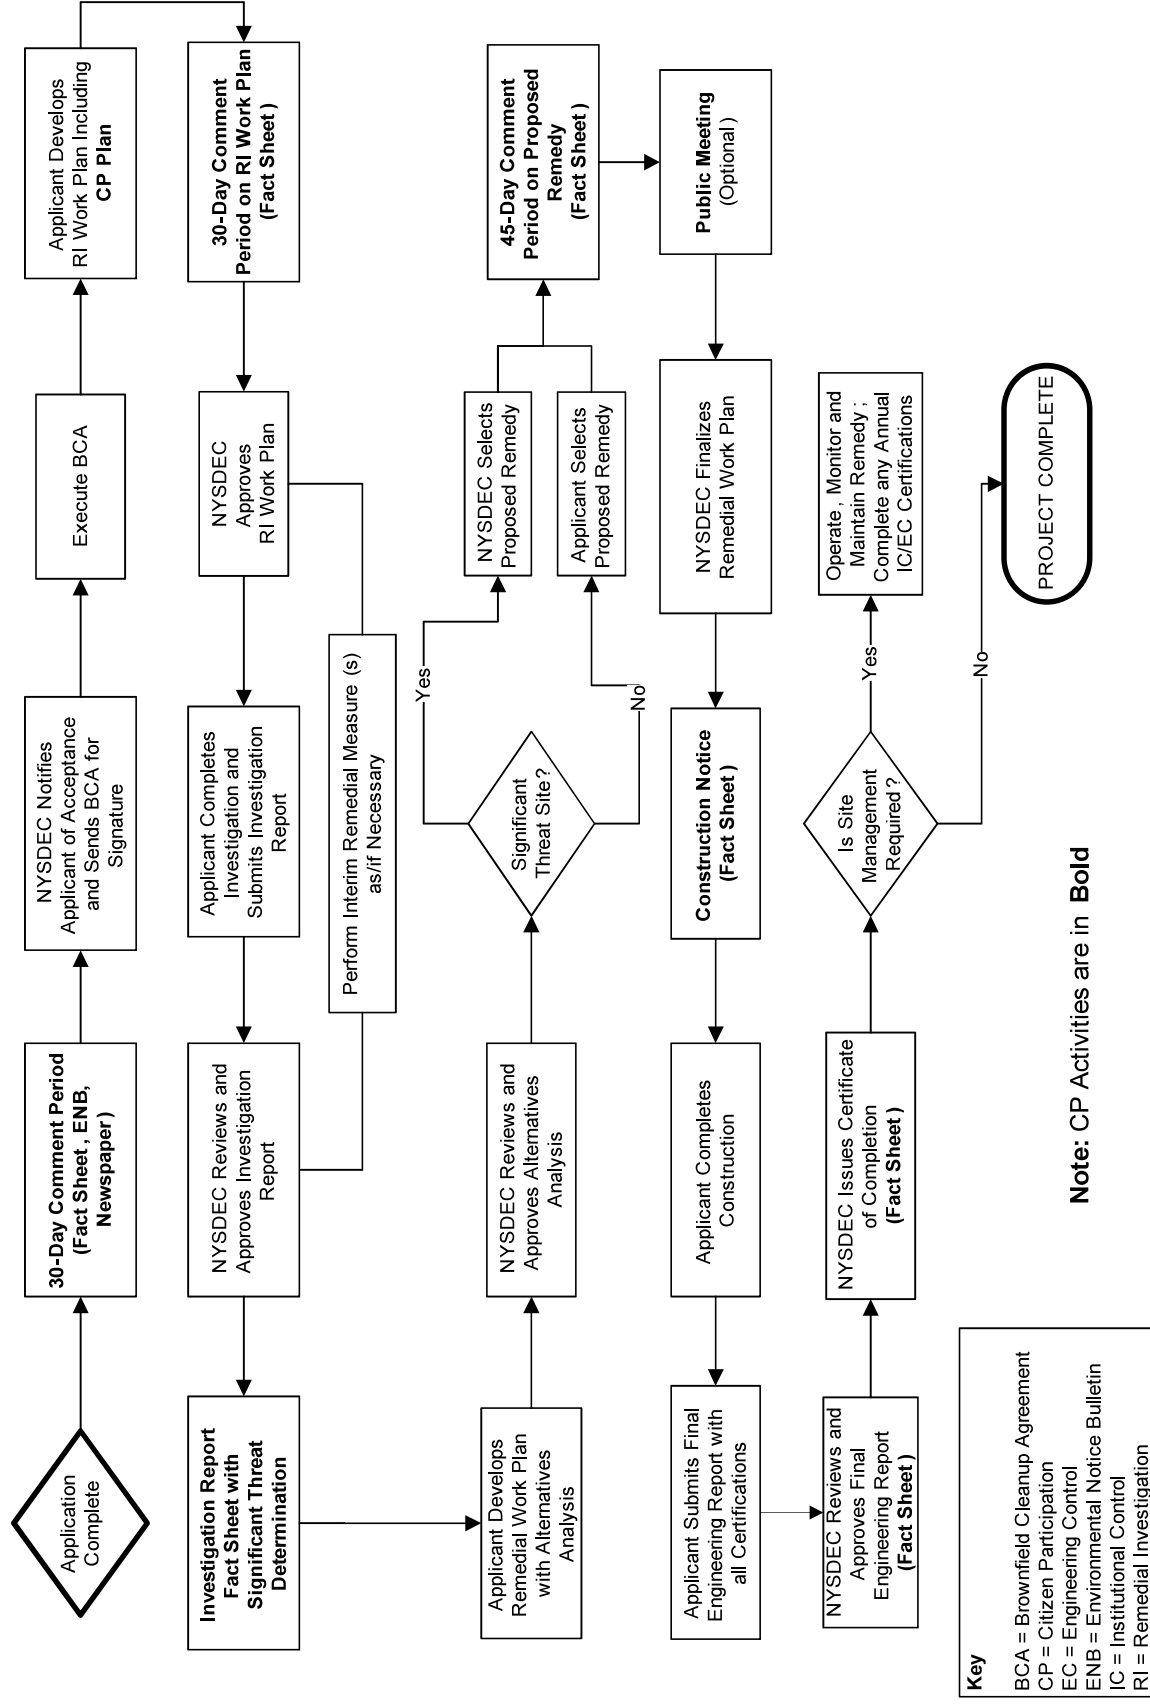 Application
Complete
30-Day Comment Period
(Fact Sheet , ENB,
Newspaper )
NYSDEC Notifies
Applicant of Acceptance
and Sends BCA for
Signature
Execute BCA
Applicant Develops
RI Work Plan Including
CP Plan
30-Day Comment
Period on RI Work Plan
(Fact Sheet )
NYSDEC
Approves
RI Work Plan
Applicant Completes
Investigation and
Submits Investigation
Report
NYSDEC Reviews and
Approves Investigation
Report
Perform Interim Remedial Measure (s)
as/if Necessary
Investigation Report
Fact Sheet with
Significant Threat
Determination
Applicant Develops
Remedial Work Plan
with Alternatives
Analysis
NYSDEC Reviews and
Approves Alternatives
Analysis
Significant
Threat Site?
Yes
No
NYSDEC Selects
Proposed Remedy
Applicant Selects
Proposed Remedy
45-Day Comment
Period on Proposed
Remedy
(Fact Sheet )
Public Meeting
(Optional)
NYSDEC Finalizes
Remedial Work Plan
Construction Notice
(Fact Sheet )
Applicant Completes
Construction
Applicant Submits Final
Engineering Report with
all Certifications
NYSDEC Reviews and
Approves Final
Engineering Report
(Fact Sheet )
NYSDEC Issues Certificate
of Completion
(Fact Sheet )
Is Site
Management
Required ?
Yes
No
Operate , Monitor and
Maintain Remedy ;
Complete any Annual
IC/EC Certifications
PROJECT COMPLETE
Key
BCA = Brownfield Cleanup Agreement
CP = Citizen Participation
EC = Engineering Control
ENB = Environmental Notice Bulletin
IC = Institutional Control
RI = Remedial Investigation
Note: CP Activities are in Bold